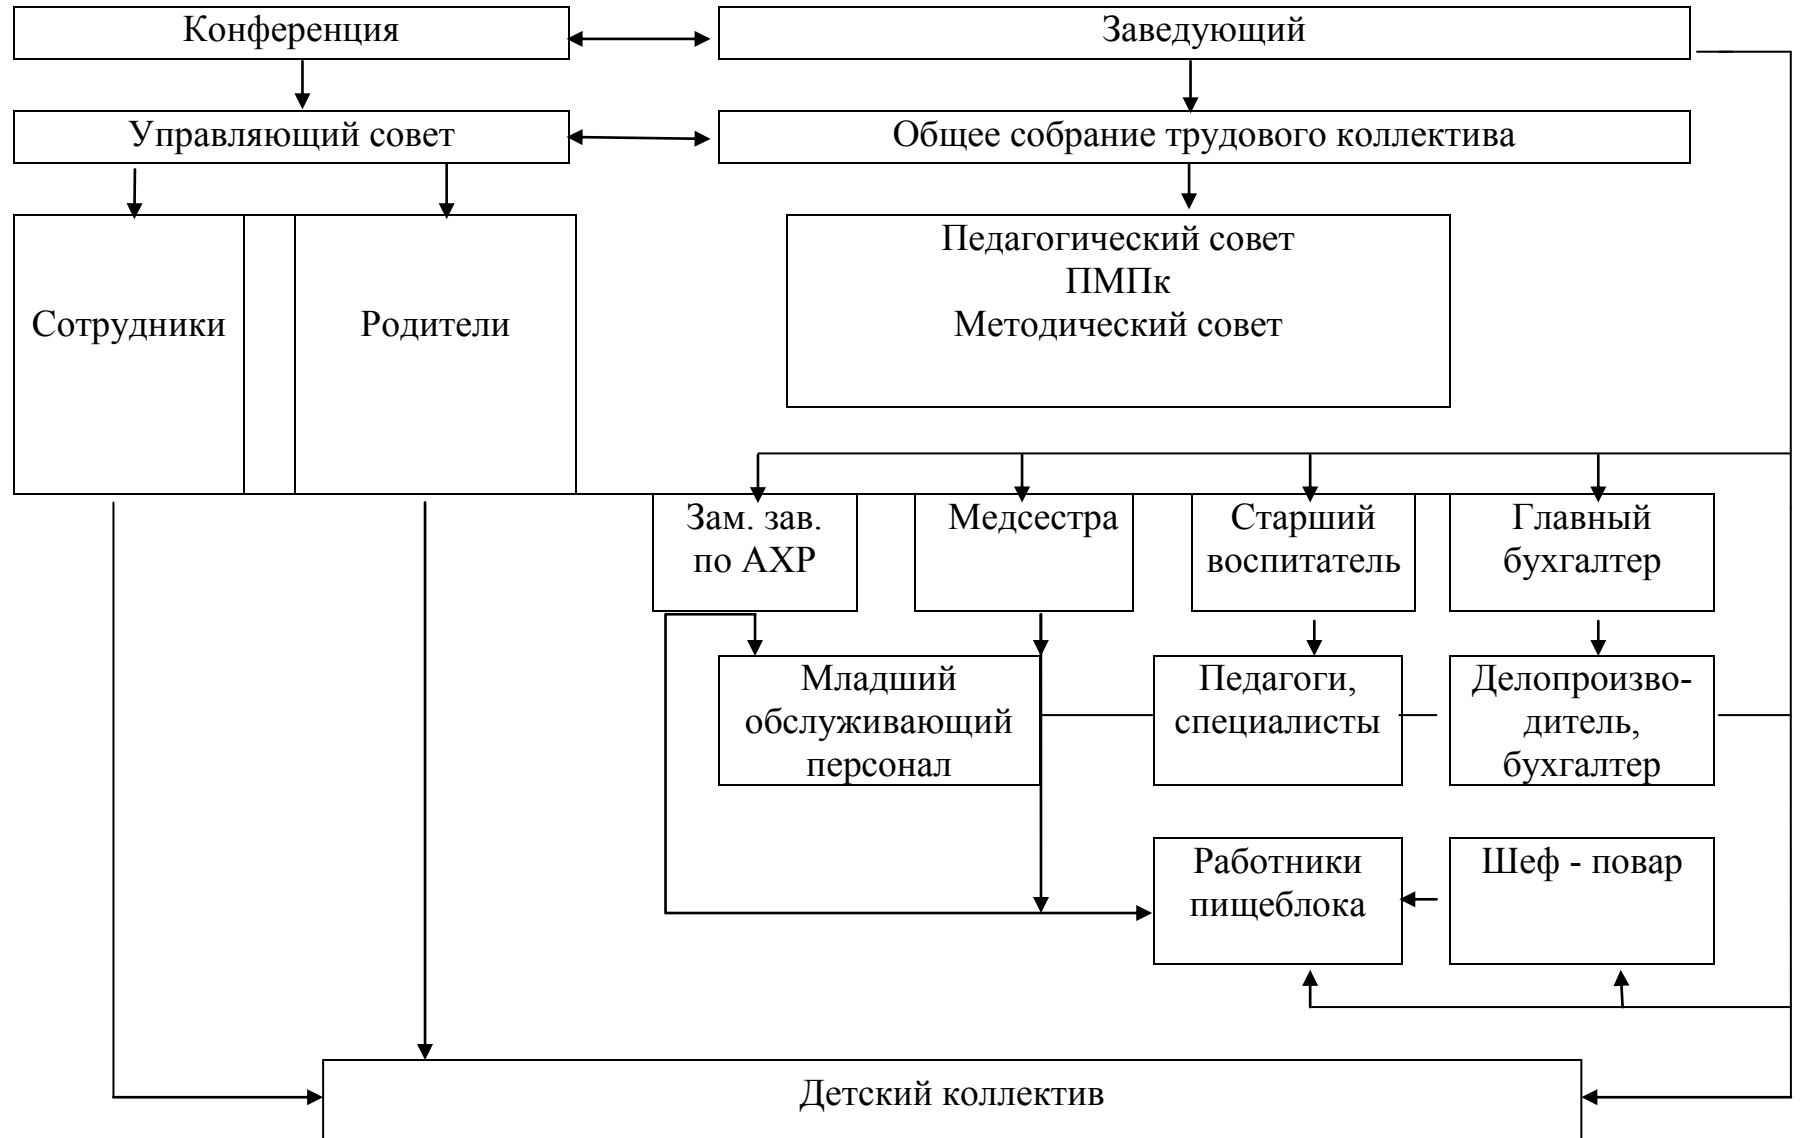 Конференция
Заведующий
Управляющий совет
Общее собрание трудового коллектива
Сотрудники
Родители
Педагогический совет
ПМПк
Методический совет
Зам. зав.
по АХР
Медсестра
Старший
воспитатель
Главный
бухгалтер
Младший
обслуживающий
персонал
Педагоги,
специалисты
Делопроизво-
дитель,
бухгалтер
Работники
пищеблока
Шеф - повар
Детский коллектив